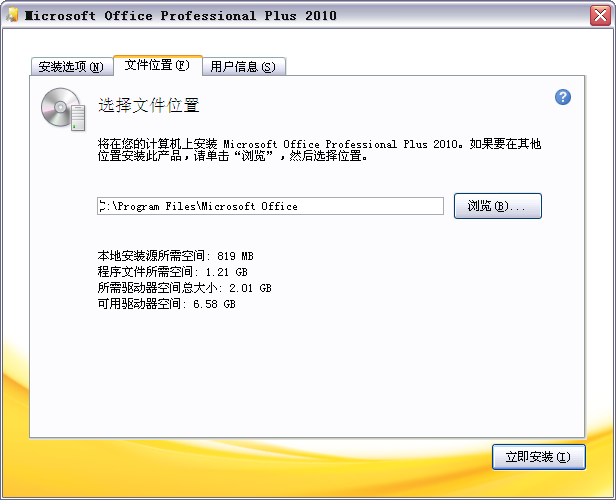 Microsoft Office Professional Plus 2010
安装选项(N)
文件位置(F)
用户信息(S)
选择文件位置
将在您的计算机上安装 Microsoft Office Professional Plus 2010。如果要在其他
位置安装此产品，请单击“浏览”，然后选择位置。
C:\Program Files\Microsoft Office
浏览(B)...
本地安装源所需空间: 819 MB
程序文件所需空间: 1.21 GB
所需驱动器空间总大小: 2.01 GB
可用驱动器空间: 6.58 GB
立即安装(I)